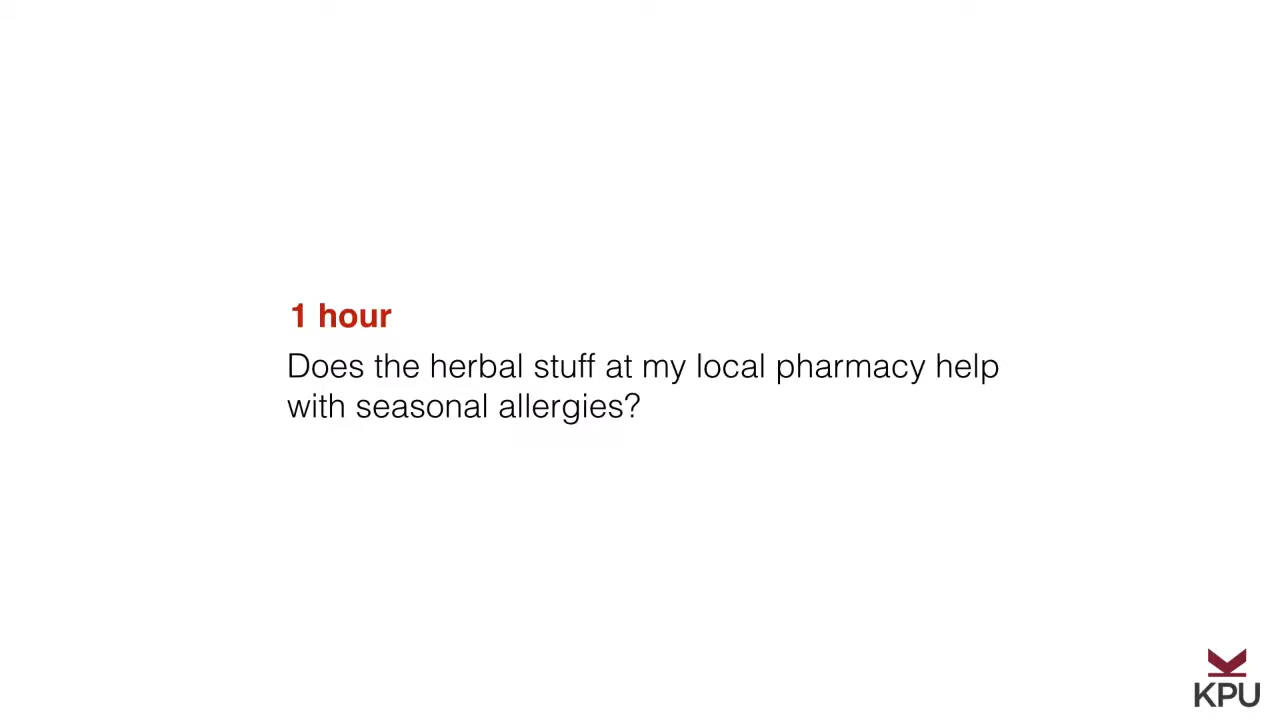 1 hour
Does the herbal stuff at my local pharmacy help
with seasonal allergies?
KPU